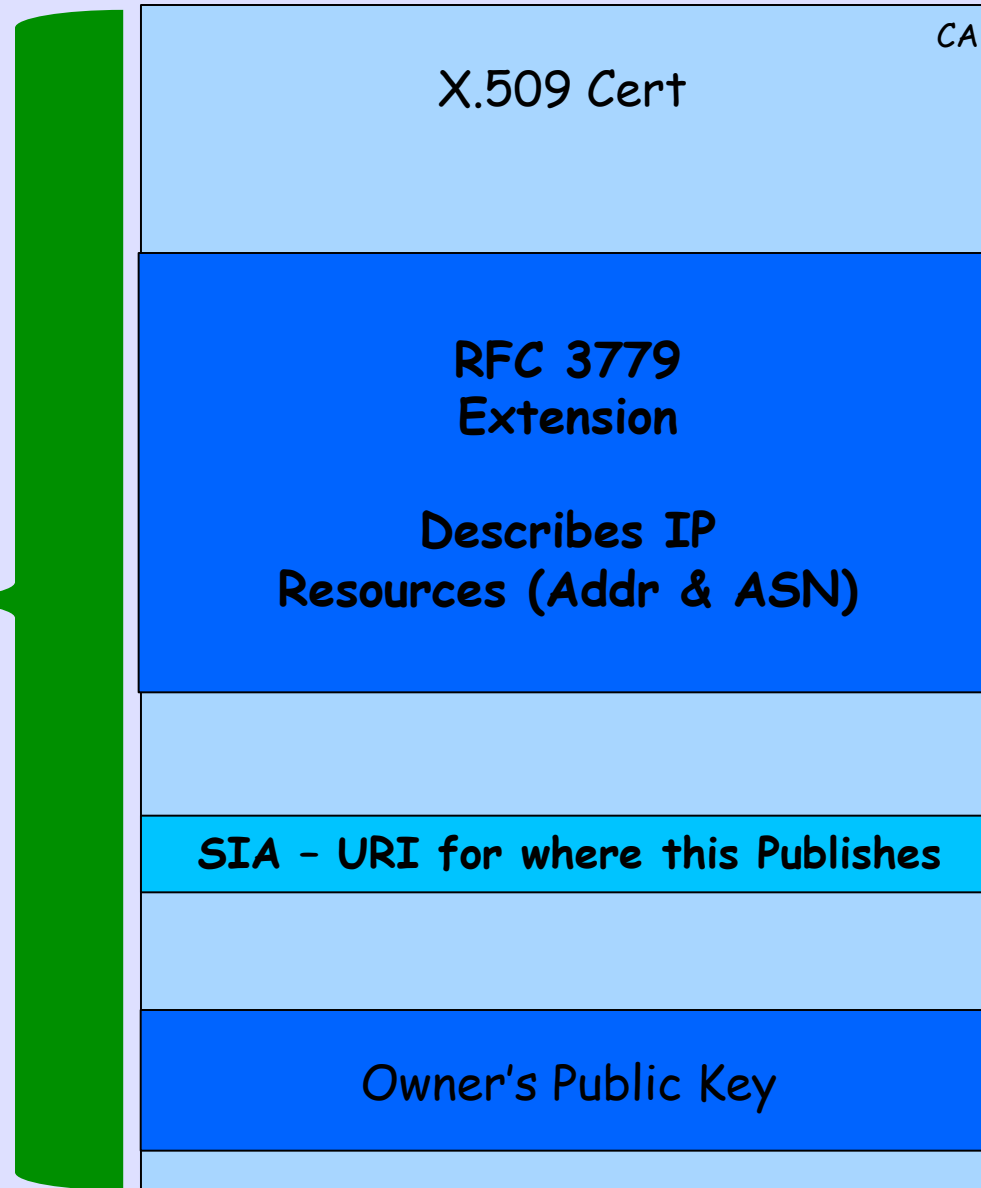 CA
X.509 Cert
RFC 3779
Extension
Describes IP
Resources (Addr & ASN)
SIA – URI for where this Publishes
Owner’s Public Key